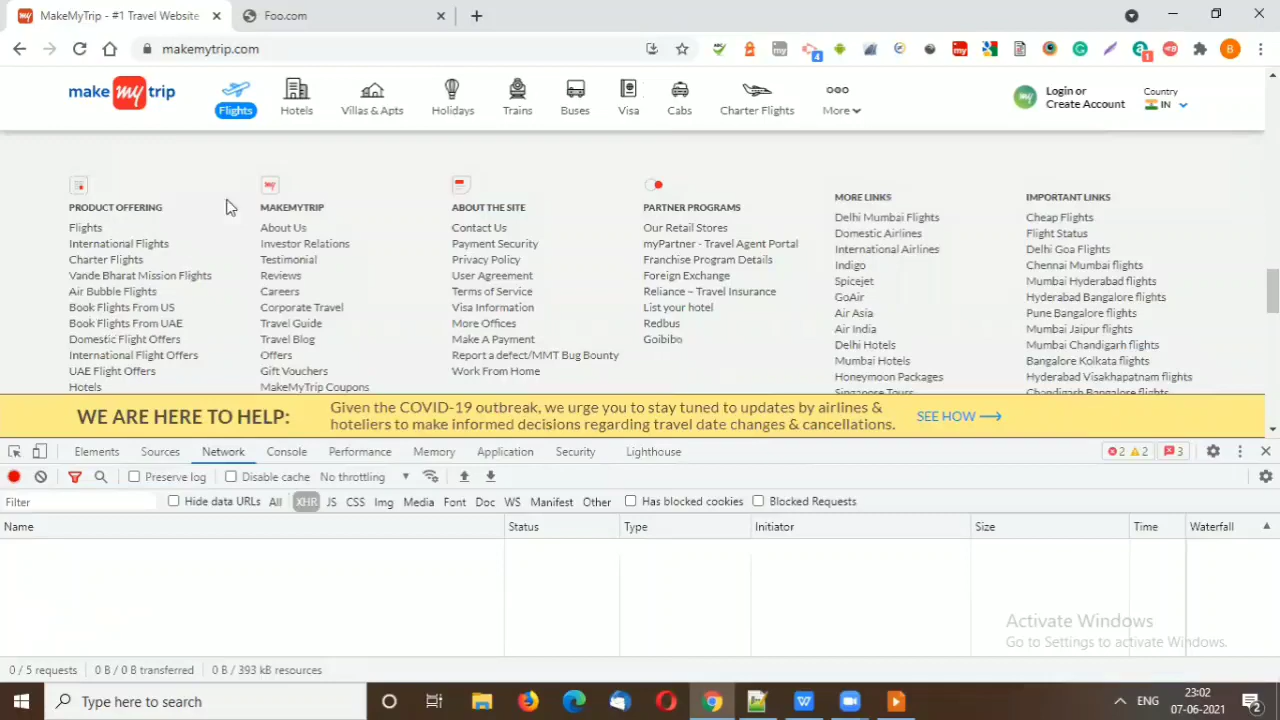 MakeMyTrip - #1 Travel Website
Foo.com
makemytrip.com
make my trip
Flights
Hotels
Villas & Apts
Holidays
Trains
Buses
Visa
Cabs
Charter Flights
More
my
Login or
Create Account
Country
IN
PRODUCT OFFERING
Flights
International Flights
Charter Flights
Vande Bharat Mission Flights
Air Bubble Flights
Book Flights From US
Book Flights From UAE
Domestic Flight Offers
International Flight Offers
UAE Flight Offers
Hotels
my
MAKEMYTRIP
About Us
Investor Relations
Testimonial
Reviews
Careers
Corporate Travel
Travel Guide
Travel Blog
Offers
Gift Vouchers
MakeMyTrip Coupons
ABOUT THE SITE
Contact Us
Payment Security
Privacy Policy
User Agreement
Terms of Service
Visa Information
More Offices
Make A Payment
Report a defect/MMT Bug Bounty
Work From Home
PARTNER PROGRAMS
Our Retail Stores
myPartner - Travel Agent Portal
Franchise Program Details
Foreign Exchange
Reliance – Travel Insurance
List your hotel
Redbus
Goibibo
MORE LINKS
Delhi Mumbai Flights
Domestic Airlines
International Airlines
Indigo
Spicejet
GoAir
Air Asia
Air India
Delhi Hotels
Mumbai Hotels
Honeymoon Packages
Singapore Tours
IMPORTANT LINKS
Cheap Flights
Flight Status
Delhi Goa Flights
Chennai Mumbai flights
Mumbai Hyderabad flights
Hyderabad Bangalore flights
Pune Bangalore flights
Mumbai Jaipur flights
Mumbai Chandigarh flights
Bangalore Kolkata flights
Hyderabad Visakhapatnam flights
Chandigarh Bangalore flights
WE ARE HERE TO HELP:
Given the COVID-19 outbreak, we urge you to stay tuned to updates by airlines &
hoteliers to make informed decisions regarding travel date changes & cancellations.
SEE HOW
Elements Sources Network Console Performance Memory Application Security Lighthouse 2 2 3
Preserve log Disable cache No throttling
Filter Hide data URLs All XHR JS CSS Img Media Font Doc WS Manifest Other Has blocked cookies Blocked Requests
Name Status Type Initiator Size Time Waterfall
Activate Windows
Go to Settings to activate Windows.
0 / 5 requests 0 B / 0 B transferred 0 B / 393 kB resources
Type here to search
ENG
23:02
07-06-2021
2